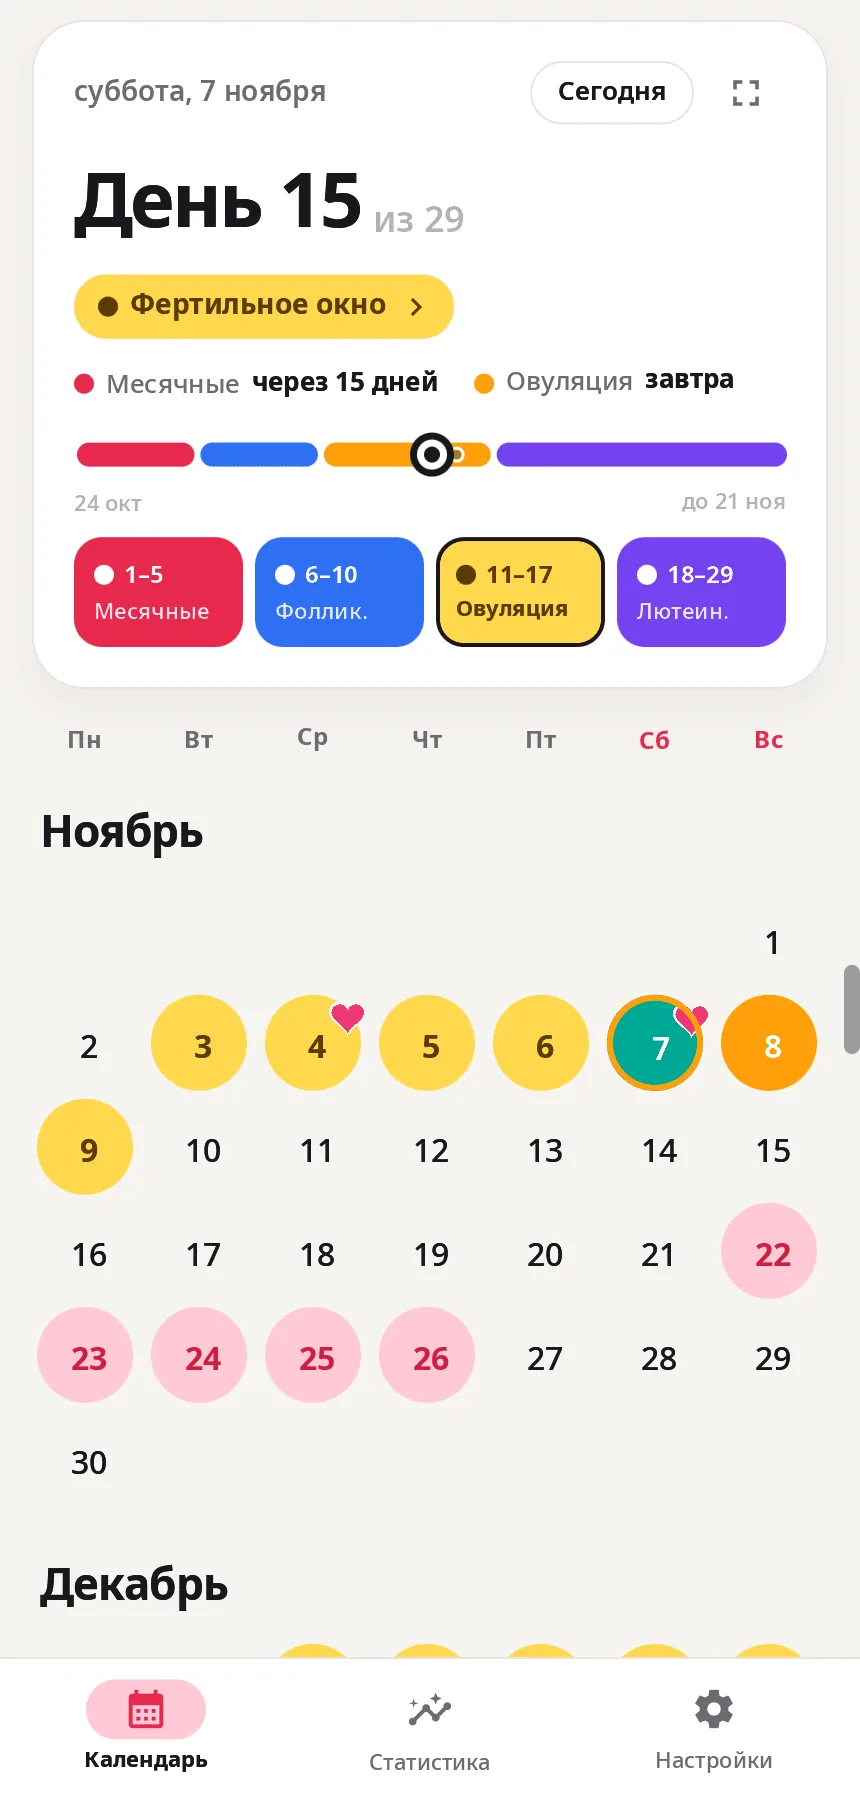 суббота, 7 ноября
Сегодня
День 15 из 29
Фертильное окно
Месячные через 15 дней Овуляция завтра
24 окт до 21 ноя
1–5 6–10 11–17 18–29
Месячные Фоллик. Овуляция Лютеин.
Пн Вт Ср Чт Пт Сб Вс
Ноябрь
1
2 3 4 5 6 7 8
9 10 11 12 13 14 15
16 17 18 19 20 21 22
23 24 25 26 27 28 29
30
Декабрь
Календарь Статистика Настройки